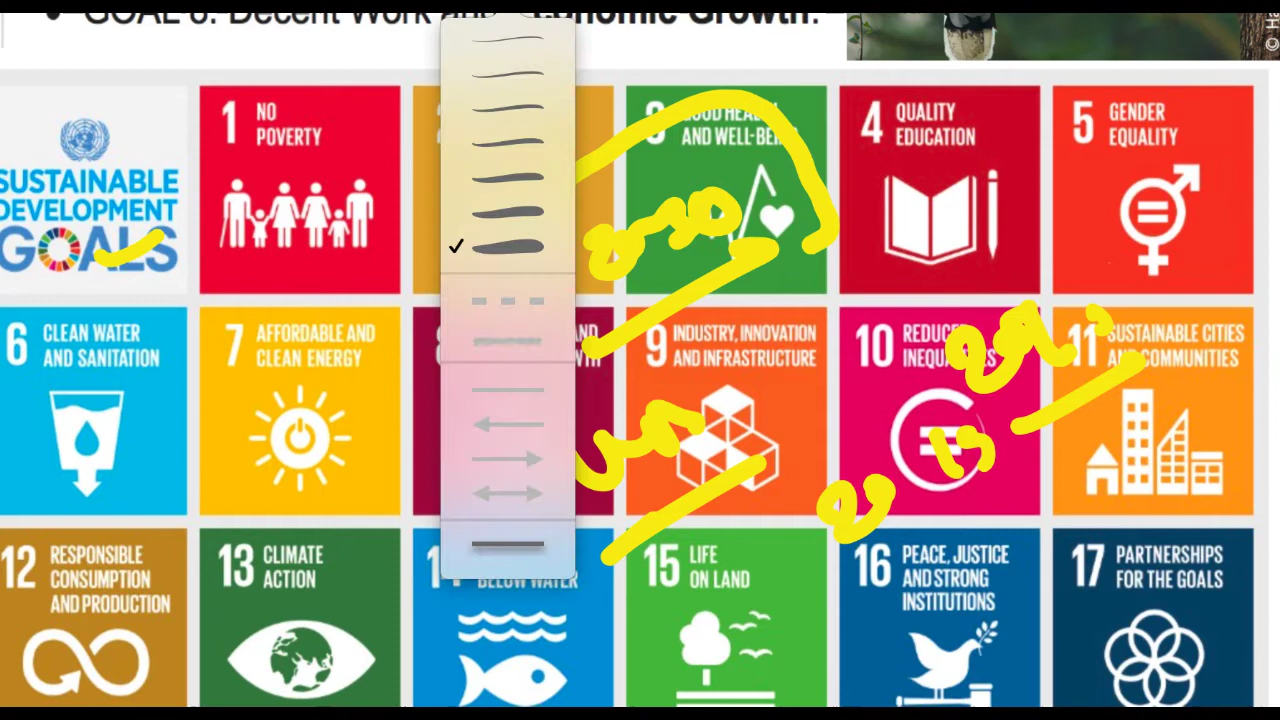 GOAL 8: Decent Work and Economic Growth.
SUSTAINABLE
DEVELOPMENT
GOALS
1 NO
POVERTY
GOOD HEALTH
AND WELL-BEING
4 QUALITY
EDUCATION
5 GENDER
EQUALITY
6 CLEAN WATER
AND SANITATION
7 AFFORDABLE AND
CLEAN ENERGY
AND
9 INDUSTRY, INNOVATION
AND INFRASTRUCTURE
10 REDUCED
INEQUALITIES
11 SUSTAINABLE CITIES
AND COMMUNITIES
12 RESPONSIBLE
CONSUMPTION
AND PRODUCTION
13 CLIMATE
ACTION
BELOW WATER
15 LIFE
ON LAND
16 PEACE, JUSTICE
AND STRONG
INSTITUTIONS
17 PARTNERSHIPS
FOR THE GOALS
2030